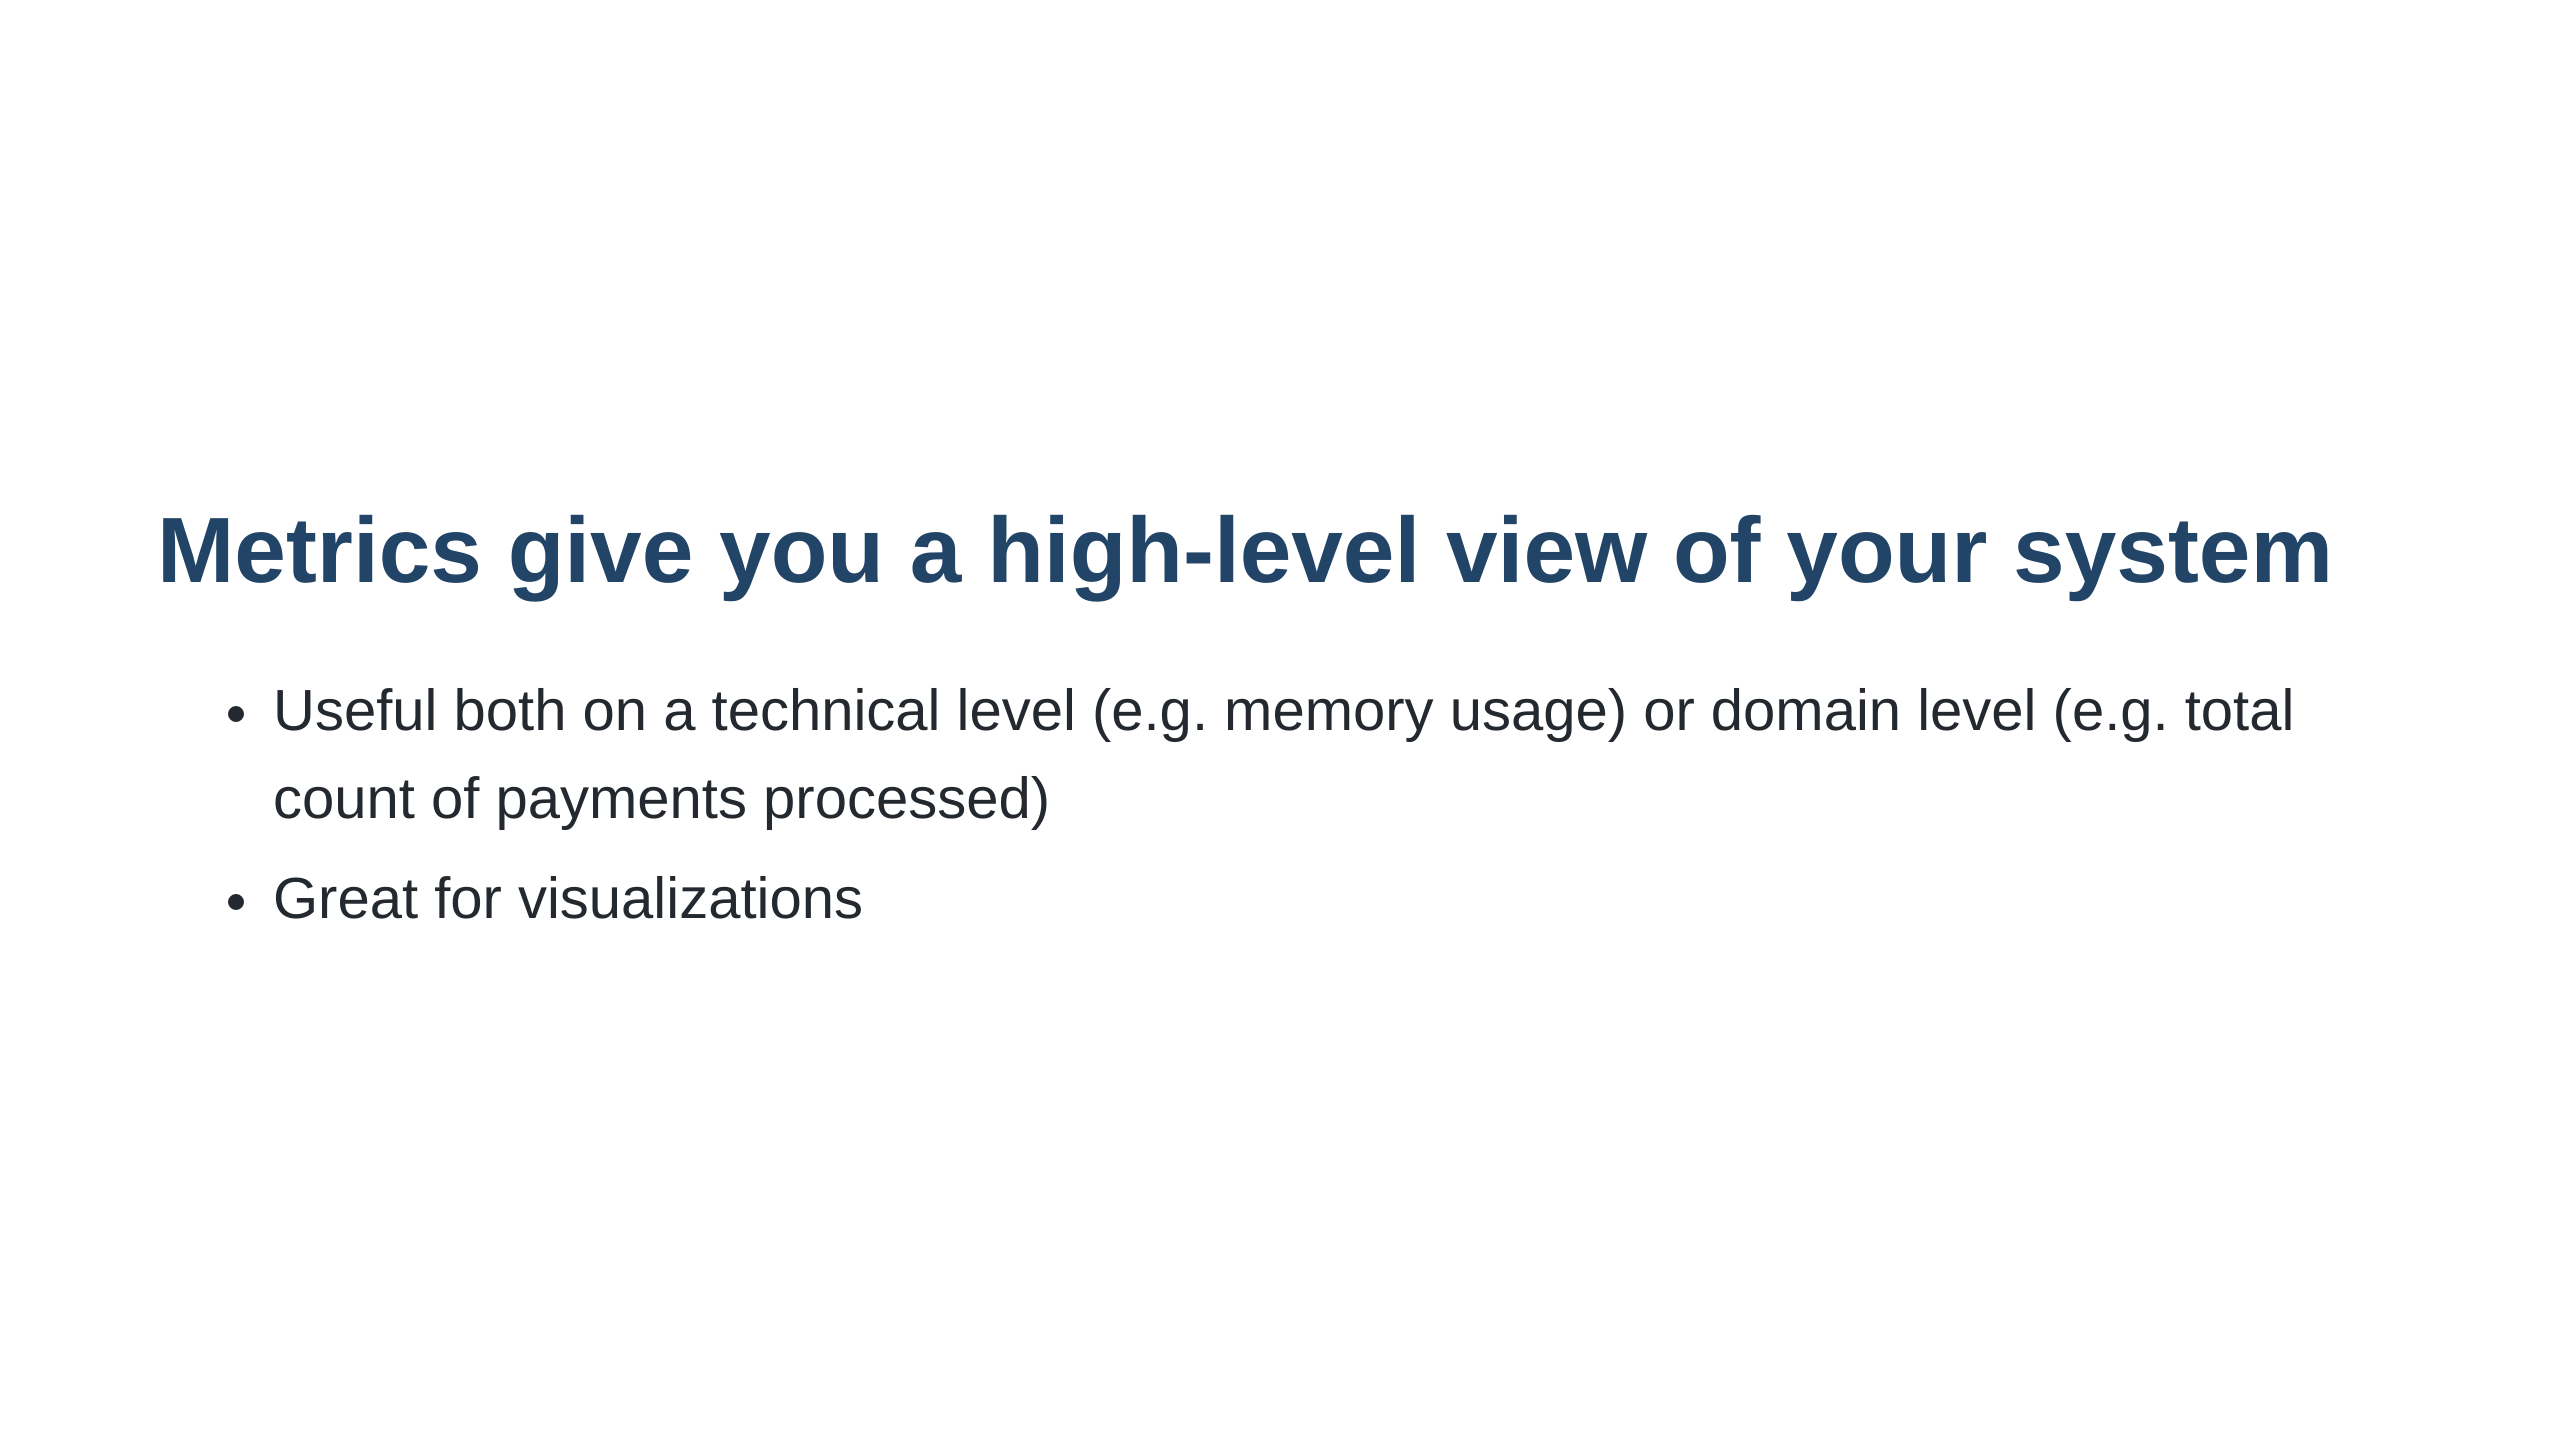 Metrics give you a high-level view of your system
• Useful both on a technical level (e.g. memory usage) or domain level (e.g. total
count of payments processed)
• Great for visualizations